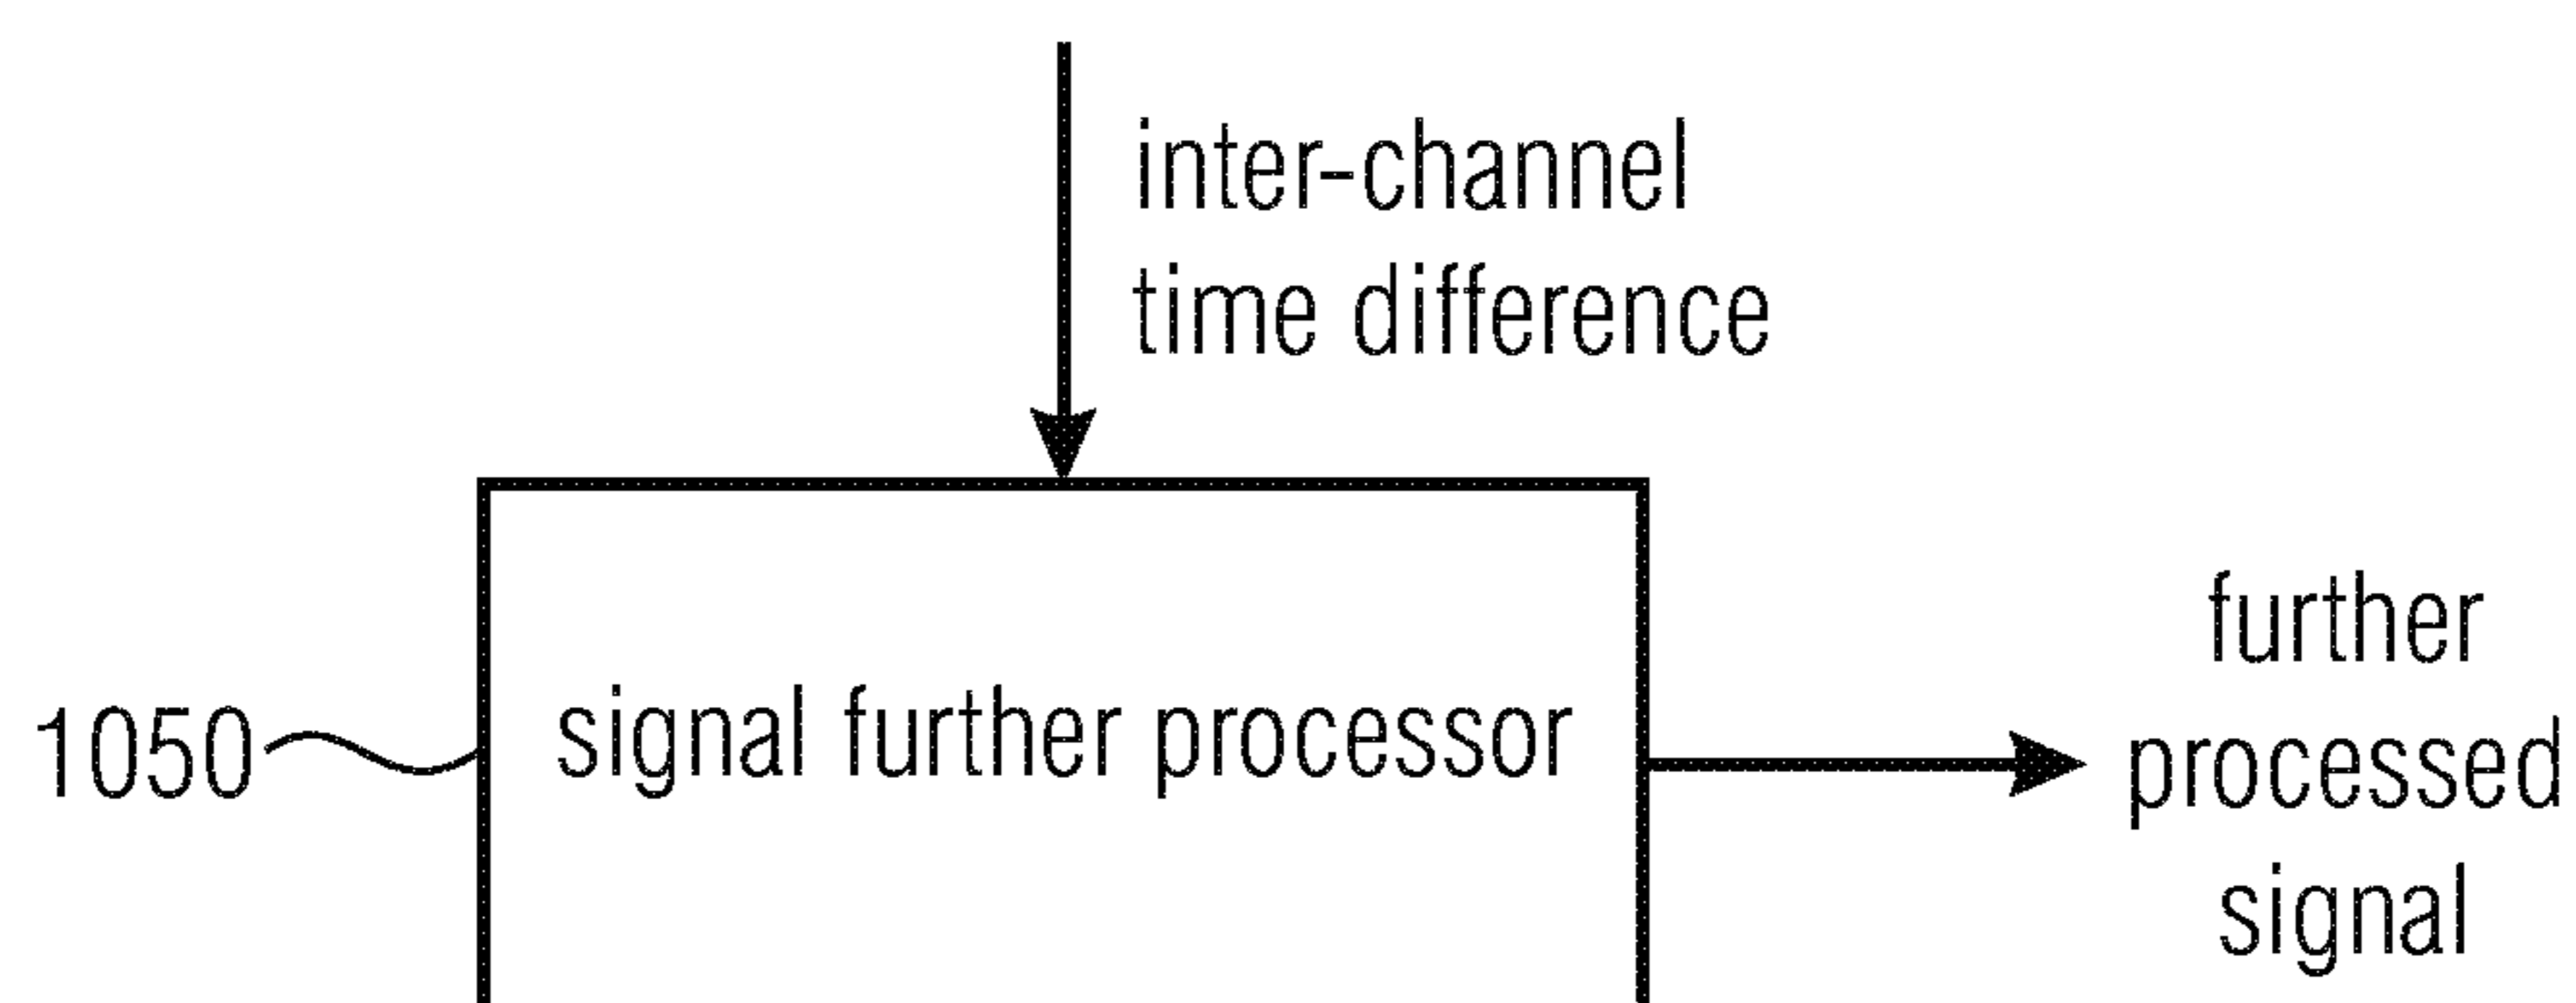 inter-channel
time difference
1050
signal further processor
further
processed
signal